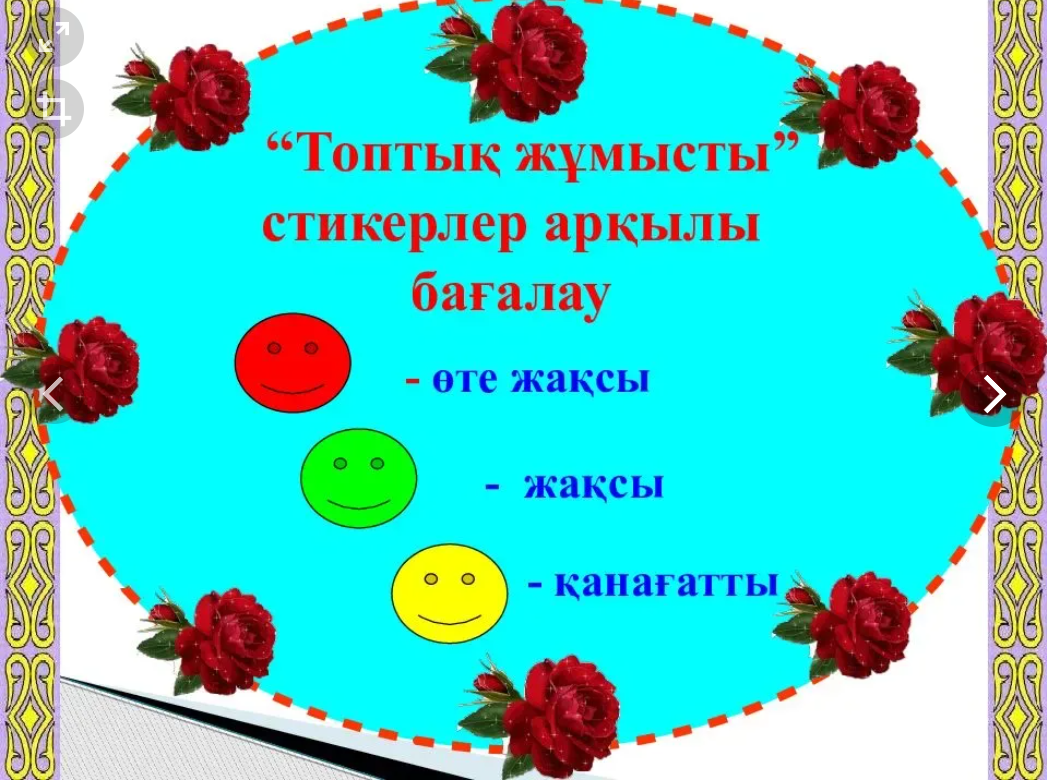 “Топтық жұмысты”
стикерлер арқылы
бағалау
- өте жақсы
- жақсы
- қанағатты